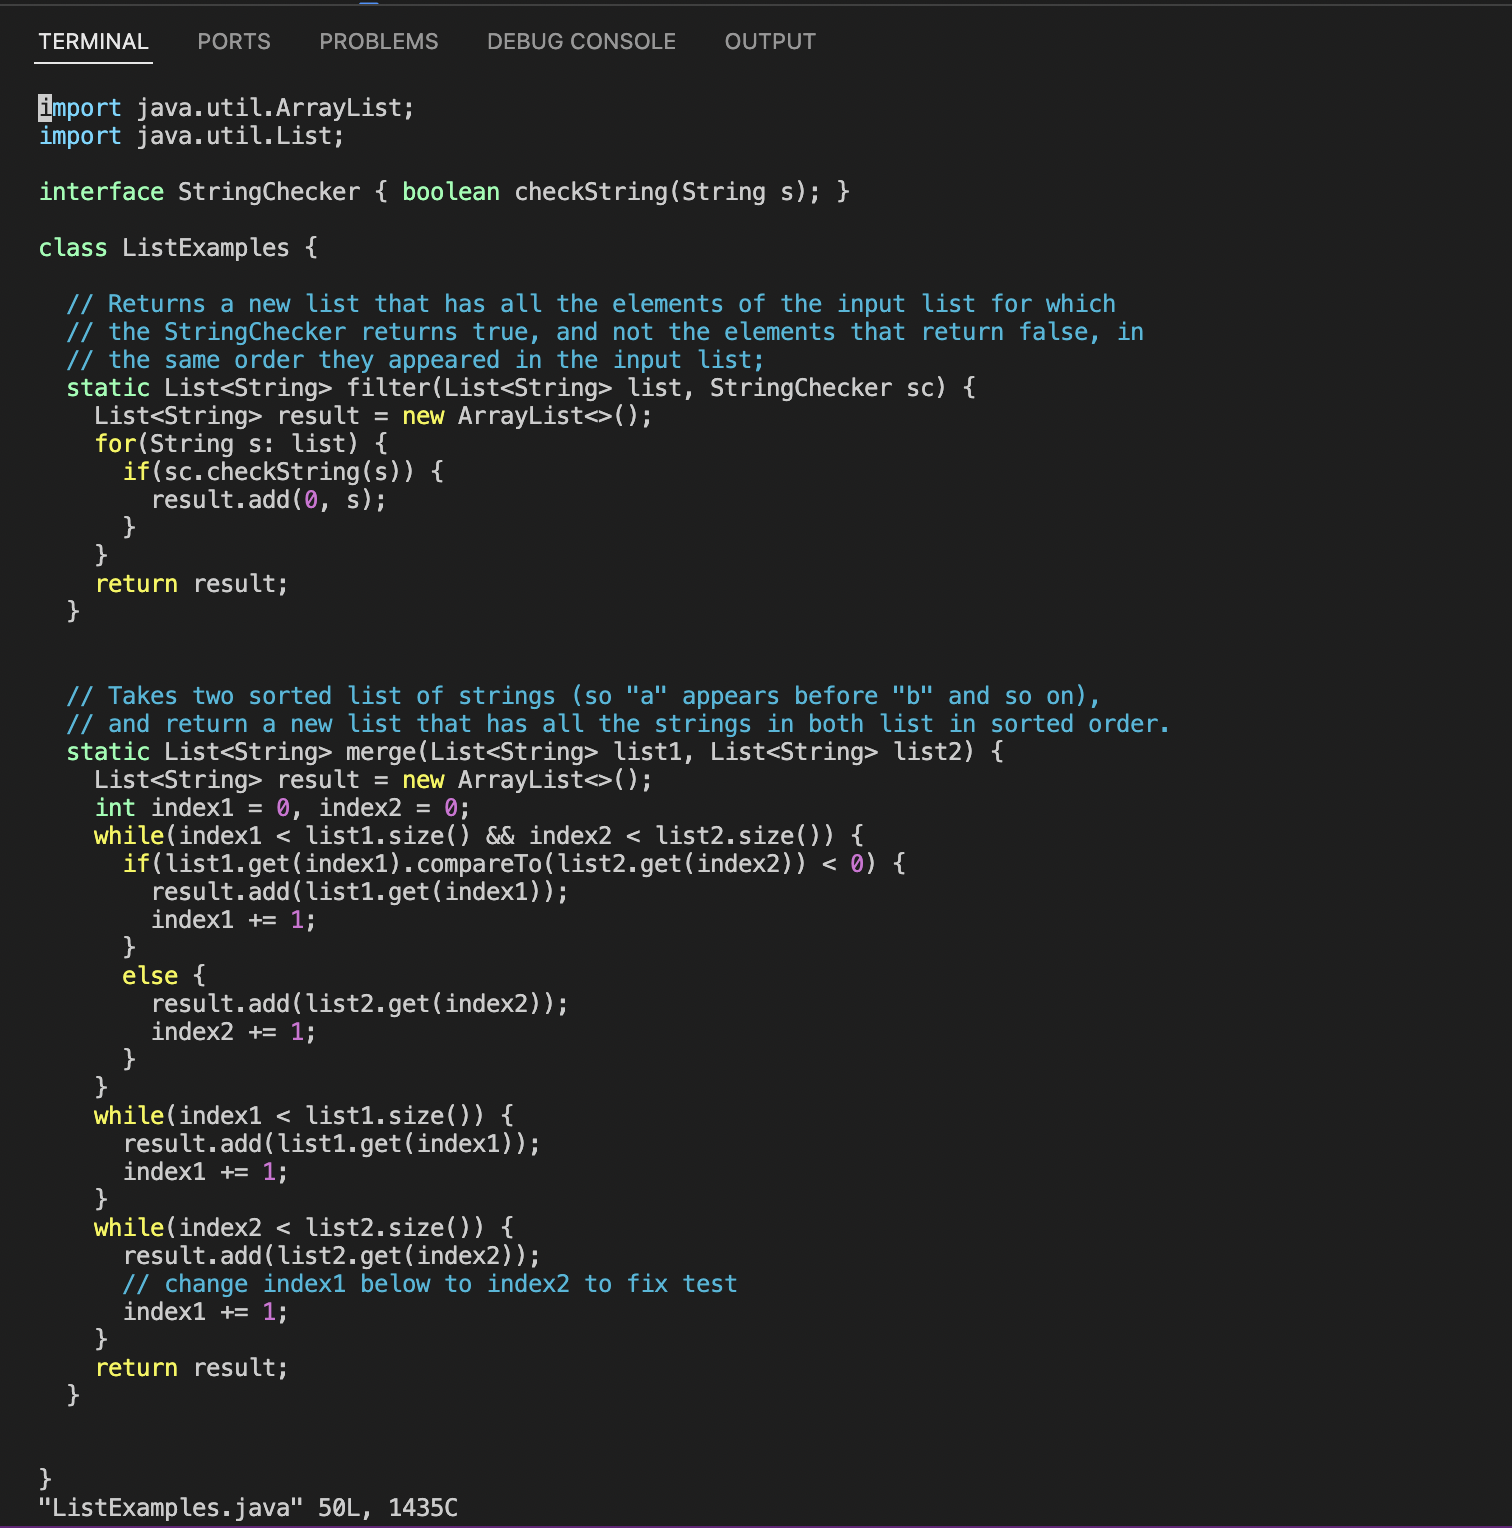 TERMINAL PORTS PROBLEMS DEBUG CONSOLE OUTPUT
import java.util.ArrayList;
import java.util.List;

interface StringChecker { boolean checkString(String s); }

class ListExamples {

  // Returns a new list that has all the elements of the input list for which
  // the StringChecker returns true, and not the elements that return false, in
  // the same order they appeared in the input list;
  static List<String> filter(List<String> list, StringChecker sc) {
    List<String> result = new ArrayList<>();
    for(String s: list) {
      if(sc.checkString(s)) {
        result.add(0, s);
      }
    }
    return result;
  }


  // Takes two sorted list of strings (so "a" appears before "b" and so on),
  // and return a new list that has all the strings in both list in sorted order.
  static List<String> merge(List<String> list1, List<String> list2) {
    List<String> result = new ArrayList<>();
    int index1 = 0, index2 = 0;
    while(index1 < list1.size() && index2 < list2.size()) {
      if(list1.get(index1).compareTo(list2.get(index2)) < 0) {
        result.add(list1.get(index1));
        index1 += 1;
      }
      else {
        result.add(list2.get(index2));
        index2 += 1;
      }
    }
    while(index1 < list1.size()) {
      result.add(list1.get(index1));
      index1 += 1;
    }
    while(index2 < list2.size()) {
      result.add(list2.get(index2));
      // change index1 below to index2 to fix test
      index1 += 1;
    }
    return result;
  }


}
"ListExamples.java" 50L, 1435C